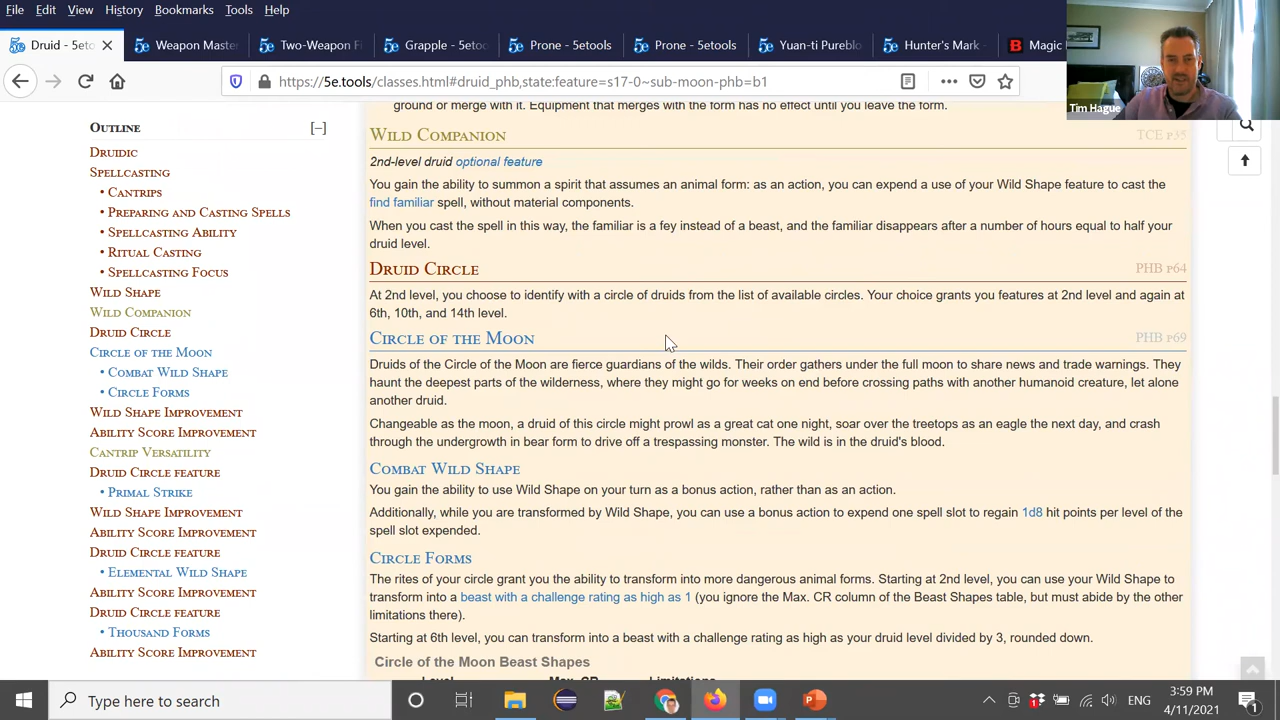 File Edit View History Bookmarks Tools Help
Druid - 5eto
Weapon Maste
Two-Weapon Fi
Grapple - 5eto
Prone - 5etools
Prone - 5etools
Yuan-ti Pureblo
Hunter's Mark -
Magic
https://5e.tools/classes.html#druid_phb,state:feature=s17-0~sub-moon-phb=b1
Tim Hague
ground or merge with it. Equipment that merges with the form has no effect until you leave the form.
Outline [–]
Druidic
Spellcasting
• Cantrips
• Preparing and Casting Spells
• Spellcasting Ability
• Ritual Casting
• Spellcasting Focus
Wild Shape
Wild Companion
Druid Circle
Circle of the Moon
• Combat Wild Shape
• Circle Forms
Wild Shape Improvement
Ability Score Improvement
Cantrip Versatility
Druid Circle feature
• Primal Strike
Wild Shape Improvement
Ability Score Improvement
Druid Circle feature
• Elemental Wild Shape
Ability Score Improvement
Druid Circle feature
• Thousand Forms
Ability Score Improvement
Wild Companion TCE p35
2nd-level druid optional feature
You gain the ability to summon a spirit that assumes an animal form: as an action, you can expend a use of your Wild Shape feature to cast the
find familiar spell, without material components.
When you cast the spell in this way, the familiar is a fey instead of a beast, and the familiar disappears after a number of hours equal to half your
druid level.
Druid Circle PHB p64
At 2nd level, you choose to identify with a circle of druids from the list of available circles. Your choice grants you features at 2nd level and again at
6th, 10th, and 14th level.
Circle of the Moon PHB p69
Druids of the Circle of the Moon are fierce guardians of the wilds. Their order gathers under the full moon to share news and trade warnings. They
haunt the deepest parts of the wilderness, where they might go for weeks on end before crossing paths with another humanoid creature, let alone
another druid.
Changeable as the moon, a druid of this circle might prowl as a great cat one night, soar over the treetops as an eagle the next day, and crash
through the undergrowth in bear form to drive off a trespassing monster. The wild is in the druid's blood.
Combat Wild Shape
You gain the ability to use Wild Shape on your turn as a bonus action, rather than as an action.
Additionally, while you are transformed by Wild Shape, you can use a bonus action to expend one spell slot to regain 1d8 hit points per level of the
spell slot expended.
Circle Forms
The rites of your circle grant you the ability to transform into more dangerous animal forms. Starting at 2nd level, you can use your Wild Shape to
transform into a beast with a challenge rating as high as 1 (you ignore the Max. CR column of the Beast Shapes table, but must abide by the other
limitations there).
Starting at 6th level, you can transform into a beast with a challenge rating as high as your druid level divided by 3, rounded down.
Circle of the Moon Beast Shapes
Level Max. CR Limitations
Type here to search
ENG
3:59 PM
4/11/2021